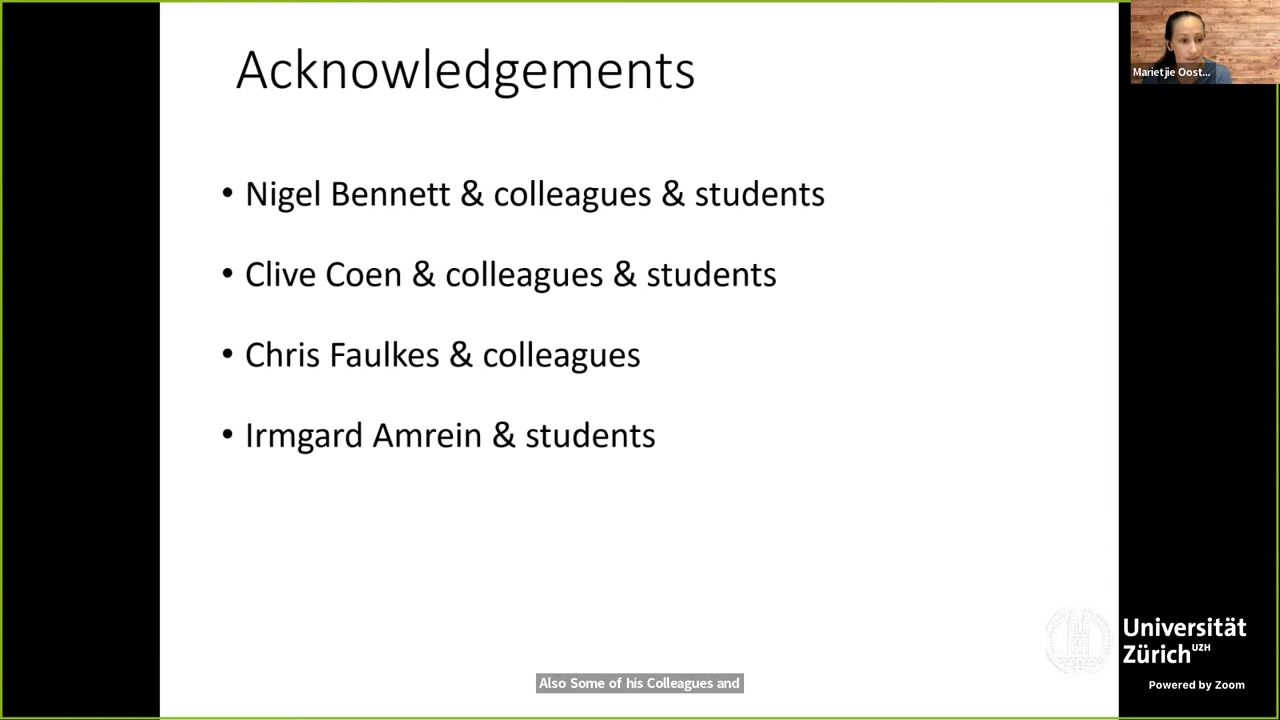 Acknowledgements
Marietjie Oost...
• Nigel Bennett & colleagues & students
• Clive Coen & colleagues & students
• Chris Faulkes & colleagues
• Irmgard Amrein & students
Universität
Zürich UZH
Also Some of his Colleagues and
Powered by Zoom